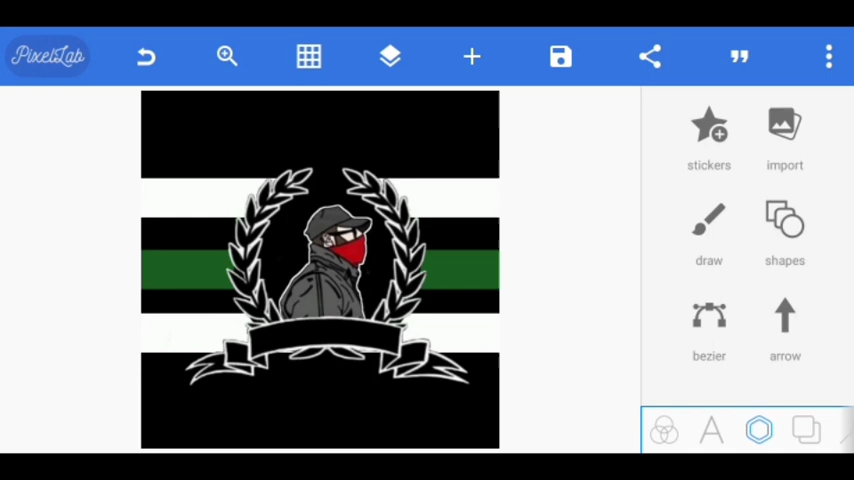 PixelLab
stickers
import
draw
shapes
bezier
arrow